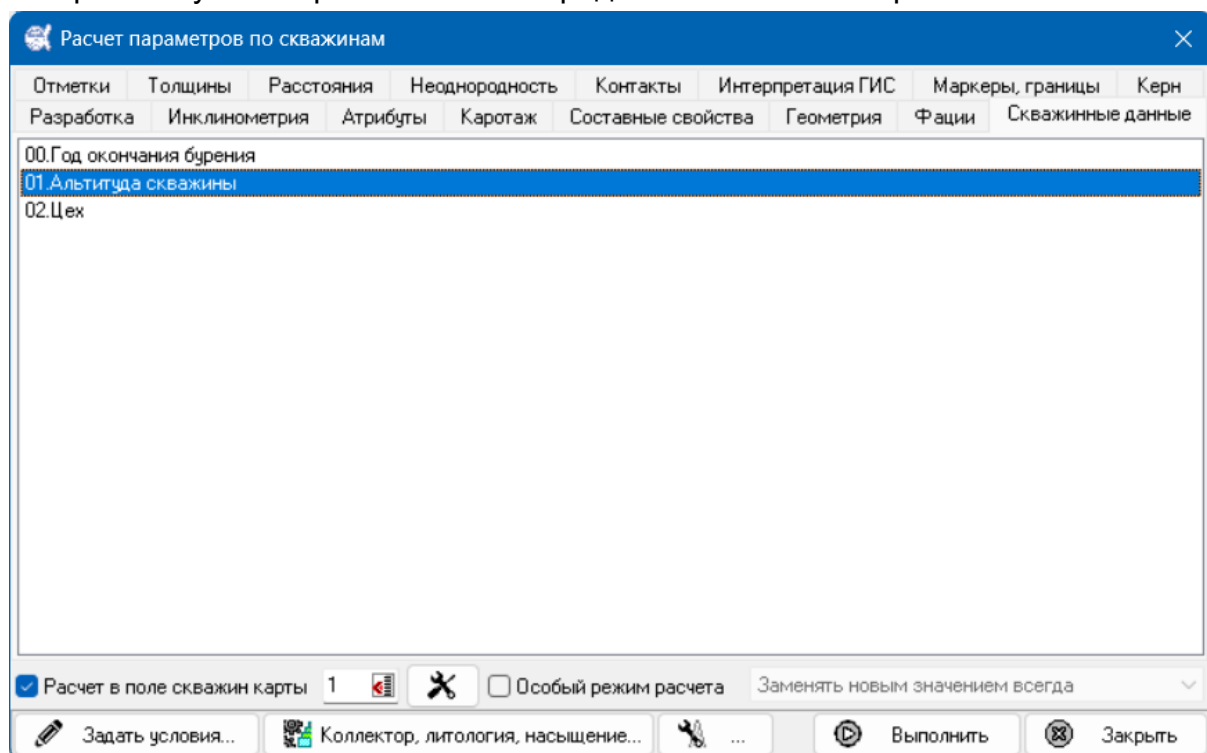 Расчет параметров по скважинам
Отметки Толщины Расстояния Неоднородность Контакты Интерпретация ГИС Маркеры, границы Керн
Разработка Инклинометрия Атрибуты Каротаж Составные свойства Геометрия Фации Скважинные данные
00.Год окончания бурения
01.Альтитуда скважины
02.Цех
Расчет в поле скважин карты 1 Особый режим расчета Заменять новым значением всегда
Задать условия... Коллектор, литология, насыщение... ... Выполнить Закрыть